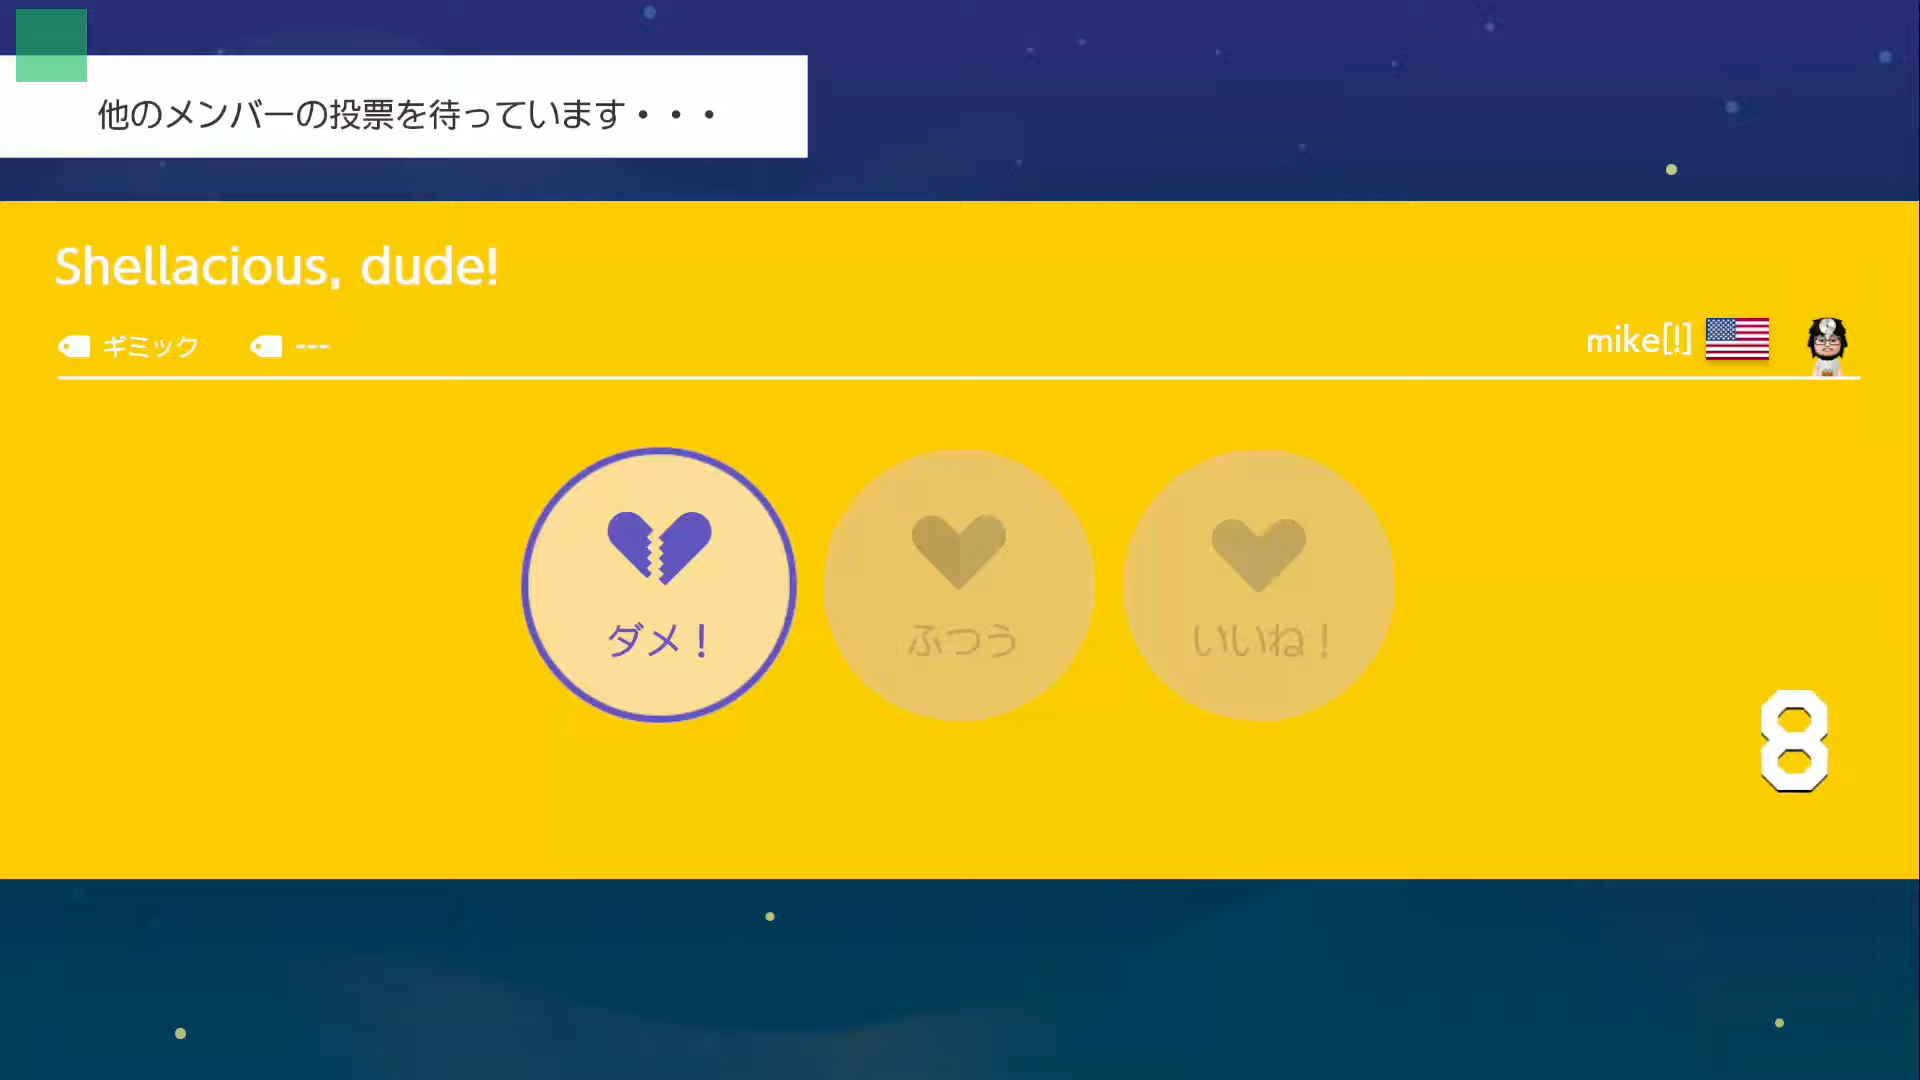 他のメンバーの投票を待っています・・・
Shellacious, dude!
ギミック ---
mike[!]
ダメ！ ふつう いいね！
8